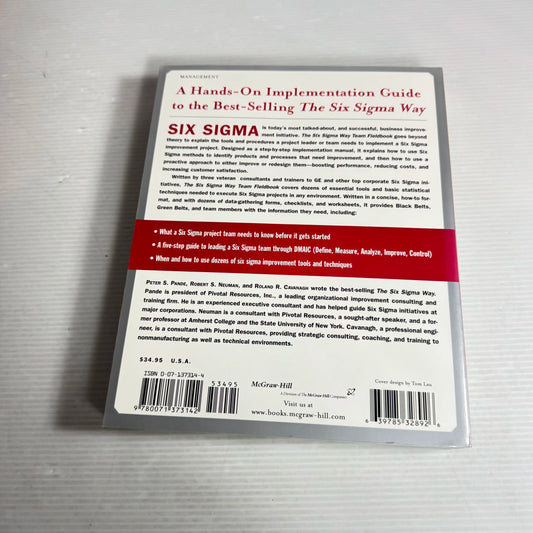 MANAGEMENT
A Hands-On Implementation Guide
to the Best-Selling The Six Sigma Way
SIX SIGMA is today's most talked-about, and successful, business improve-
ment initiative. The Six Sigma Way Team Fieldbook goes beyond
theory to explain the tools and procedures a project leader or team needs to implement a Six Sigma
improvement project. Designed as a step-by-step implementation manual, it explains how to use Six
Sigma methods to identify products and processes that need improvement, and then how to use a
proactive approach to either improve or redesign them—boosting performance, reducing costs, and
increasing customer satisfaction.
Written by three veteran consultants and trainers to GE and other top corporate Six Sigma ini-
tiatives, The Six Sigma Way Team Fieldbook covers dozens of essential tools and basic statistical
techniques needed to execute Six Sigma projects in any environment. Written in a concise, how-to for-
mat, and with dozens of data-gathering forms, checklists, and worksheets, it provides Black Belts,
Green Belts, and team members with the information they need, including:
• What a Six Sigma project team needs to know before it gets started
• A five-step guide to leading a Six Sigma team through DMAIC (Define, Measure, Analyze, Improve, Control)
• When and how to use dozens of six sigma improvement tools and techniques
PETER S. PANDE, ROBERT S. NEUMAN, and ROLAND R. CAVANAGH wrote the best-selling The Six Sigma Way.
Pande is president of Pivotal Resources, Inc., a leading organizational improvement consulting and
training firm. He is an experienced executive consultant and has helped guide Six Sigma initiatives at
major corporations. Neuman is a consultant with Pivotal Resources, a sought-after speaker, and a for-
mer professor at Amherst College and the State University of New York. Cavanagh, a professional engi-
neer, is a consultant with Pivotal Resources, providing strategic consulting, coaching, and training to
nonmanufacturing as well as technical environments.
$34.95 U.S.A.
ISBN 0-07-137314-4
53495
9 780071 373142
McGraw-Hill
A Division of The McGraw-Hill Companies
Visit us at
www.books.mcgraw-hill.com
Cover design by Tom Lau
6 39785 32892 6